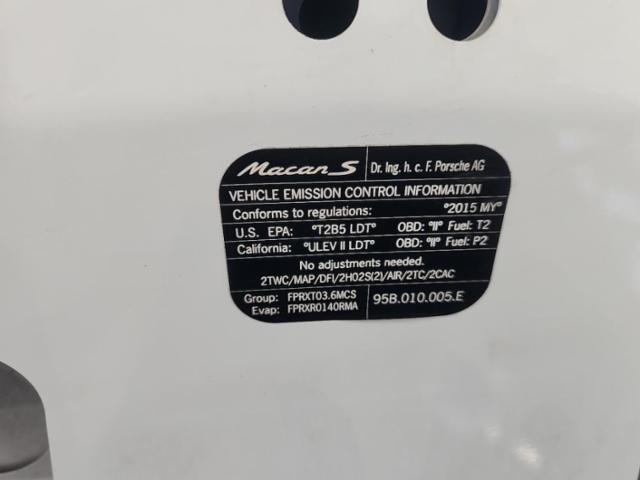 Macan S Dr. Ing. h. c. F. Porsche AG
VEHICLE EMISSION CONTROL INFORMATION
Conforms to regulations: °2015 MY°
U.S. EPA: °T2B5 LDT° OBD: °II° Fuel: T2
California: °ULEV II LDT° OBD: °II° Fuel: P2
No adjustments needed.
2TWC/MAP/DFI/2HO2S(2)/AIR/2TC/2CAC
Group: FPRXT03.6MCS 95B.010.005.E
Evap: FPRXR0140RMA